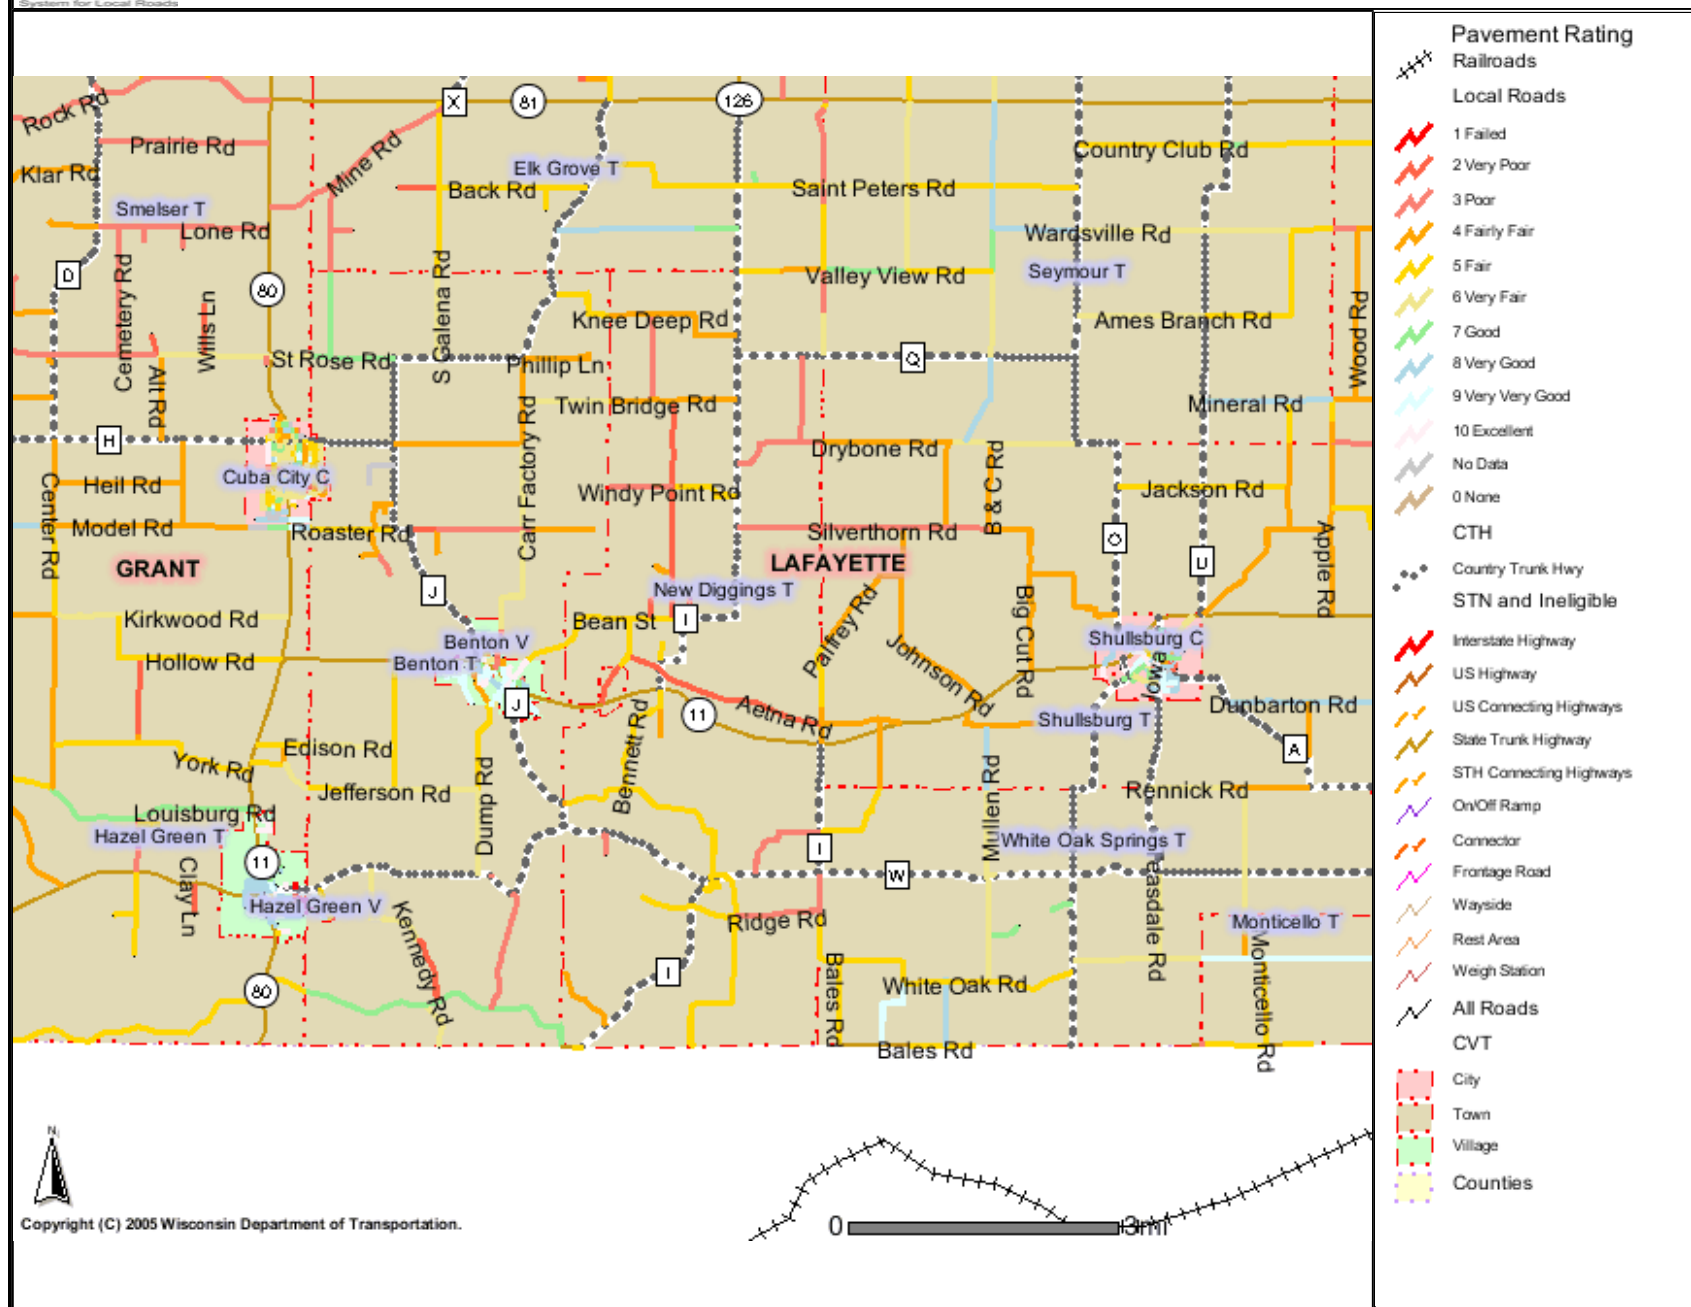 System for Local Roads
Rock Rd
Prairie Rd
Klar Rd
Mine Rd
X
81
126
Country Club Rd
Elk Grove T
Back Rd
Saint Peters Rd
Smelser T
Lone Rd
Wardsville Rd
D
80
Cemetery Rd
Wills Ln
S Galena Rd
Valley View Rd
Seymour T
Knee Deep Rd
Ames Branch Rd
Wood Rd
St Rose Rd
Phillip Ln
Q
Alt Rd
Twin Bridge Rd
Mineral Rd
H
Drybone Rd
Cuba City C
Heil Rd
Center Rd
Carr Factory Rd
Windy Point Rd
B & C Rd
Jackson Rd
Model Rd
Roaster Rd
Silverthorn Rd
O
U
Apple Rd
GRANT
LAFAYETTE
J
New Diggings T
I
Kirkwood Rd
Bean St
Palfrey Rd
Big Cut Rd
Benton V
Benton T
Shullsburg C
Hollow Rd
Johnson Rd
Iowa
J
Bennett Rd
11
Aetna Rd
Shullsburg T
Dunbarton Rd
A
Edison Rd
York Rd
Jefferson Rd
Dump Rd
Mullen Rd
Rennick Rd
Louisburg Rd
Hazel Green T
11
I
White Oak Springs T
Clay Ln
W
easdale Rd
Hazel Green V
Kennedy Rd
Ridge Rd
Monticello T
80
I
Bales Rd
White Oak Rd
Monticello Rd
Bales Rd
N
Copyright (C) 2005 Wisconsin Department of Transportation.
0
3mi
Pavement Rating
Railroads
Local Roads
1 Failed
2 Very Poor
3 Poor
4 Fairly Fair
5 Fair
6 Very Fair
7 Good
8 Very Good
9 Very Very Good
10 Excellent
No Data
0 None
CTH
Country Trunk Hwy
STN and Ineligible
Interstate Highway
US Highway
US Connecting Highways
State Trunk Highway
STH Connecting Highways
On/Off Ramp
Connector
Frontage Road
Wayside
Rest Area
Weigh Station
All Roads
CVT
City
Town
Village
Counties